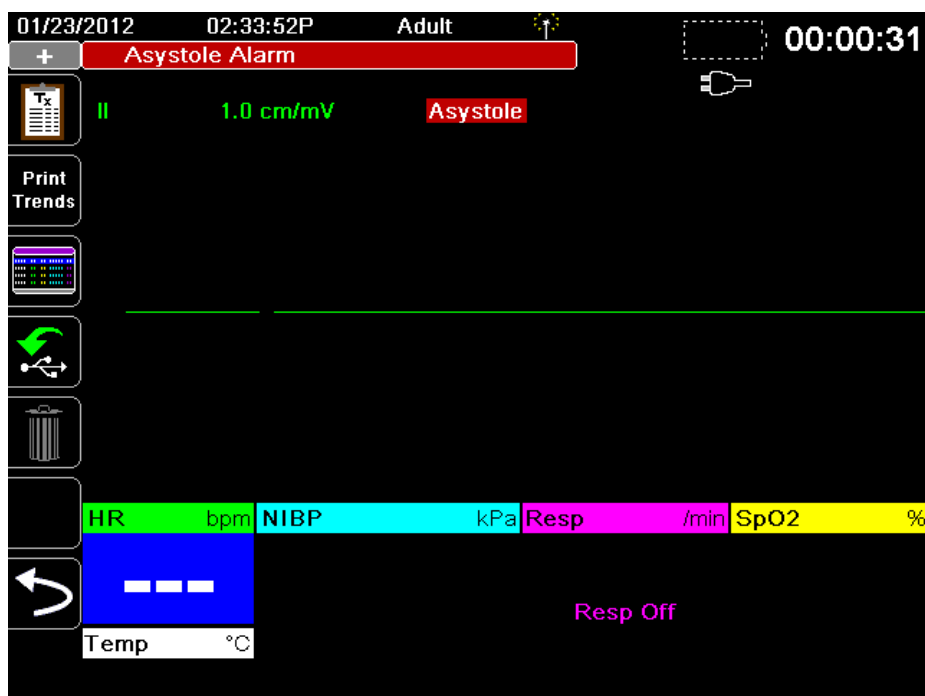 01/23/2012 02:33:52P Adult 00:00:31
+ Asystole Alarm
Tx
II 1.0 cm/mV Asystole
Print
Trends
HR bpm NIBP kPa Resp /min SpO2 %
---
Resp Off
Temp °C